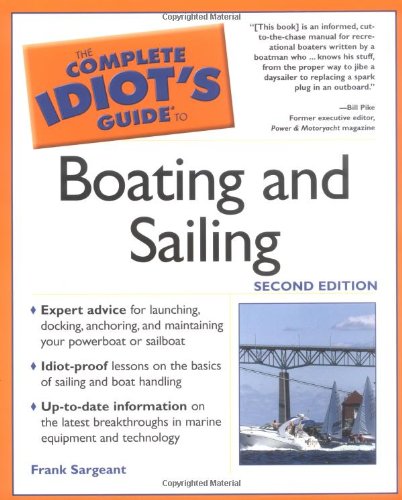 Copyrighted Material
THE
COMPLETE
IDIOT'S
GUIDE® TO
"[This book] is an informed, cut-
to-the-chase manual for rec-
reational boaters written by a
boatman who ... knows his stuff,
from the proper way to jibe a
daysailer to replacing a spark
plug in an outboard."
—Bill Pike
Former executive editor,
Power & Motoryacht magazine
Boating and
Sailing
SECOND EDITION
Expert advice for launching,
docking, anchoring, and maintaining
your powerboat or sailboat
Idiot-proof lessons on the basics
of sailing and boat handling
Up-to-date information on
the latest breakthroughs in marine
equipment and technology
Frank Sargeant
Copyrighted Material